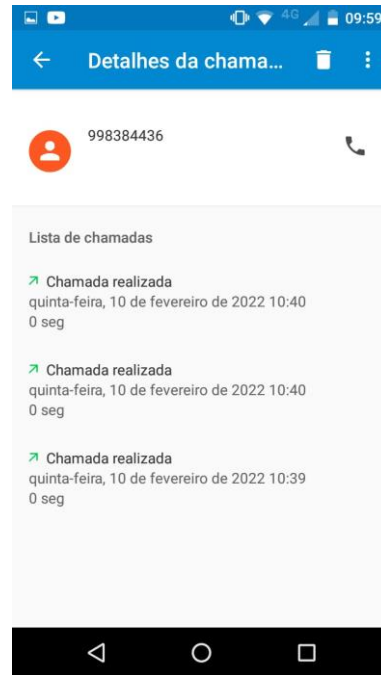 4G 09:59
Detalhes da chama...
998384436
Lista de chamadas
Chamada realizada
quinta-feira, 10 de fevereiro de 2022 10:40
0 seg
Chamada realizada
quinta-feira, 10 de fevereiro de 2022 10:40
0 seg
Chamada realizada
quinta-feira, 10 de fevereiro de 2022 10:39
0 seg